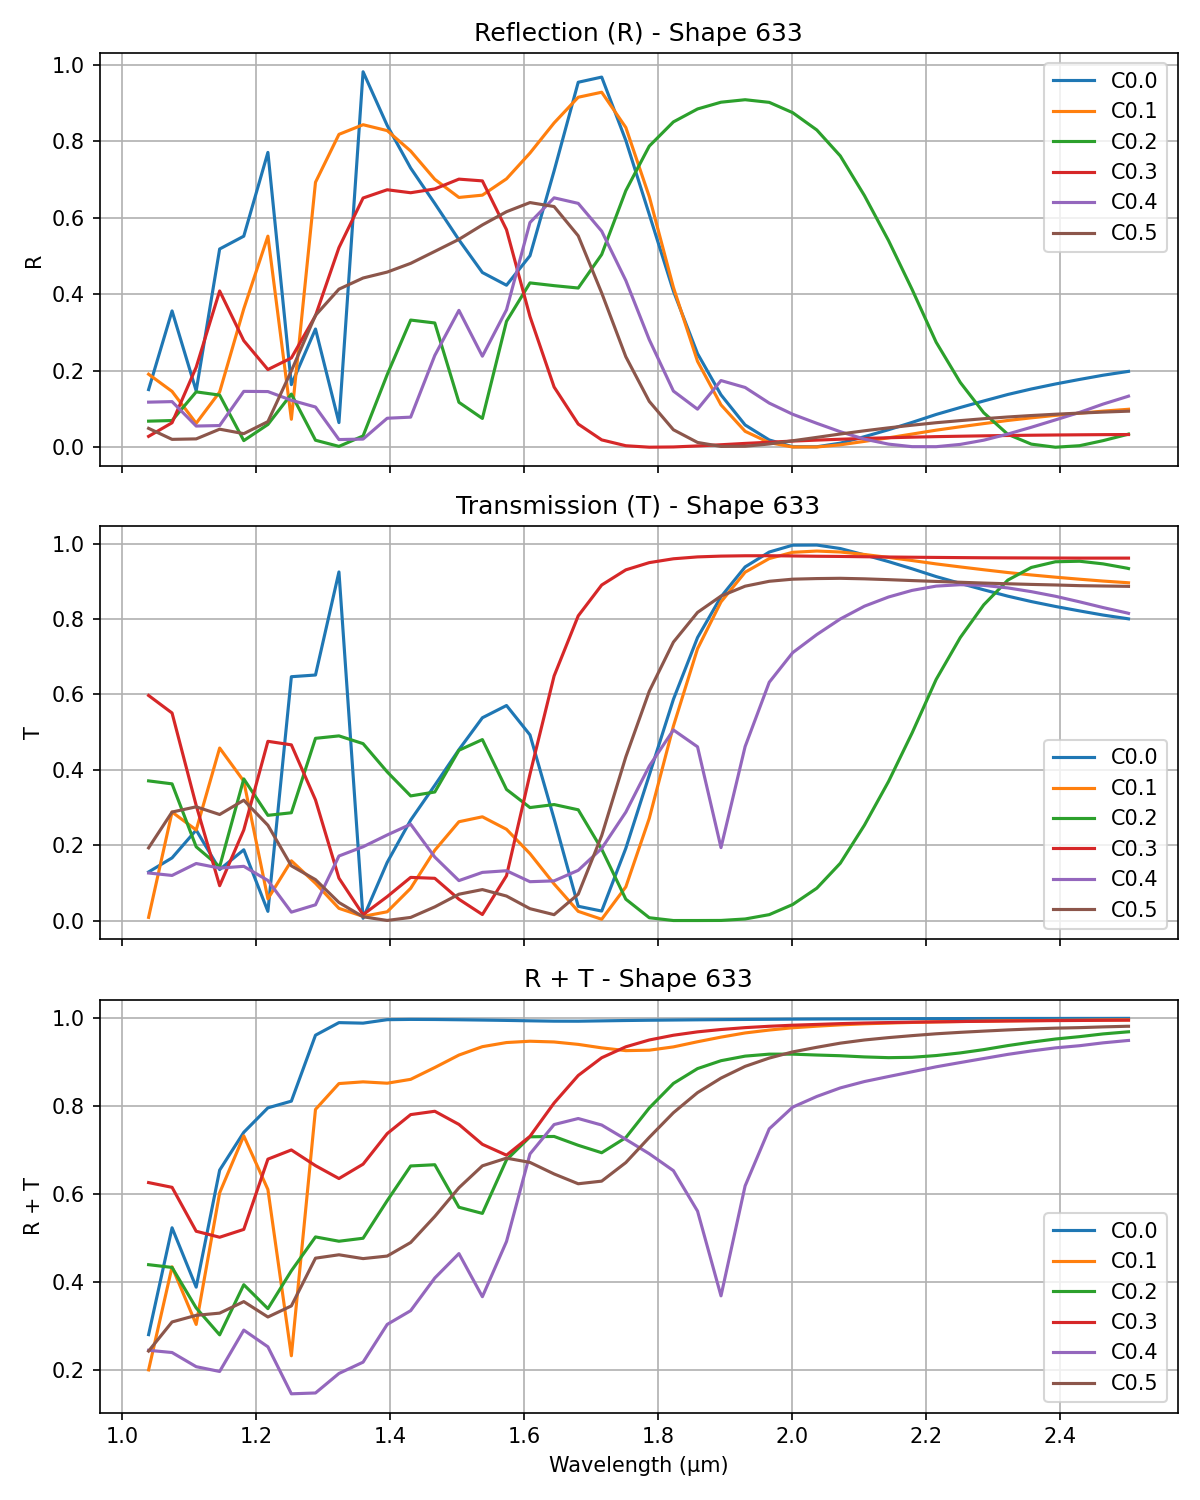 Reflection (R) - Shape 633
1.0
0.8
0.6
0.4
0.2
0.0
R
C0.0
C0.1
C0.2
C0.3
C0.4
C0.5
Transmission (T) - Shape 633
1.0
0.8
0.6
0.4
0.2
0.0
T
C0.0
C0.1
C0.2
C0.3
C0.4
C0.5
R + T - Shape 633
1.0
0.8
0.6
0.4
0.2
R + T
C0.0
C0.1
C0.2
C0.3
C0.4
C0.5
1.0 1.2 1.4 1.6 1.8 2.0 2.2 2.4
Wavelength (μm)